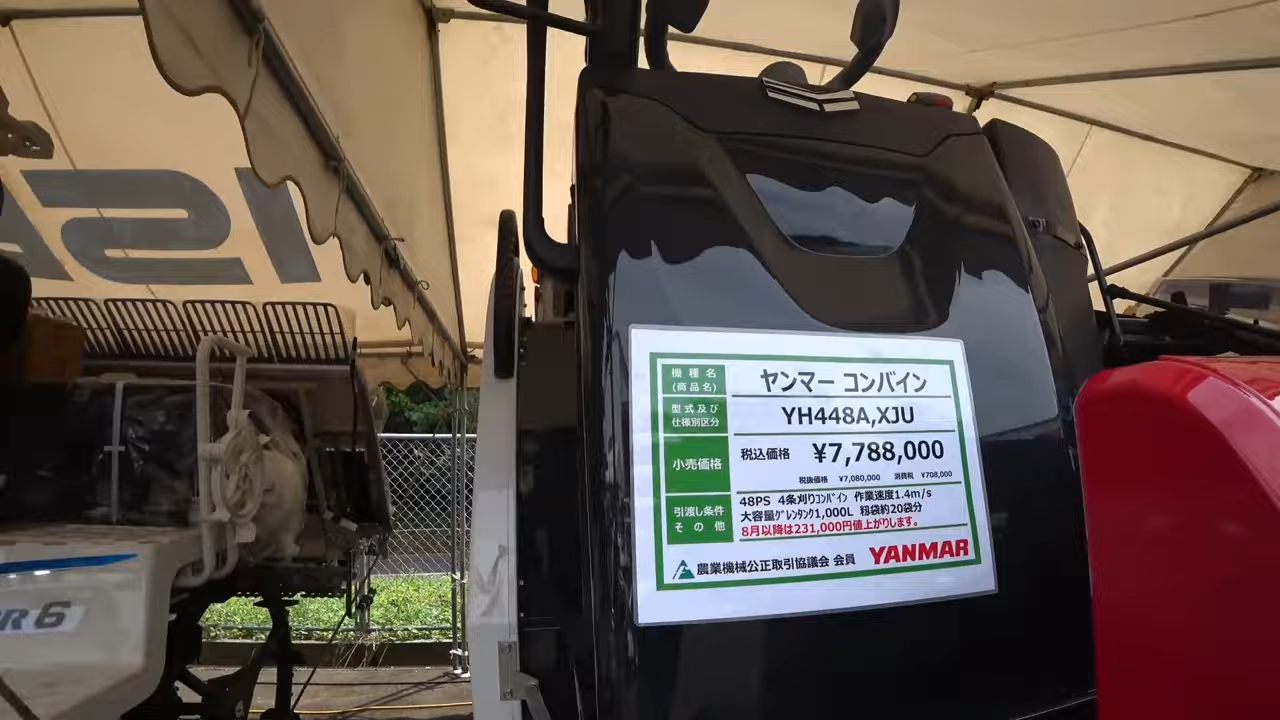 機種名
(商品名)
ヤンマー コンバイン
型式及び
仕様別区分
YH448A,XJU
小売価格
税込価格 ¥7,788,000
税抜価格 ¥7,080,000 消費税 ¥708,000
引渡し条件
その他
48PS 4条刈りコンバイン 作業速度1.4m/s
大容量グレンタンク1,000L 籾袋約20袋分
8月以降は231,000円値上がりします。
農業機械公正取引協議会 会員 YANMAR
R6